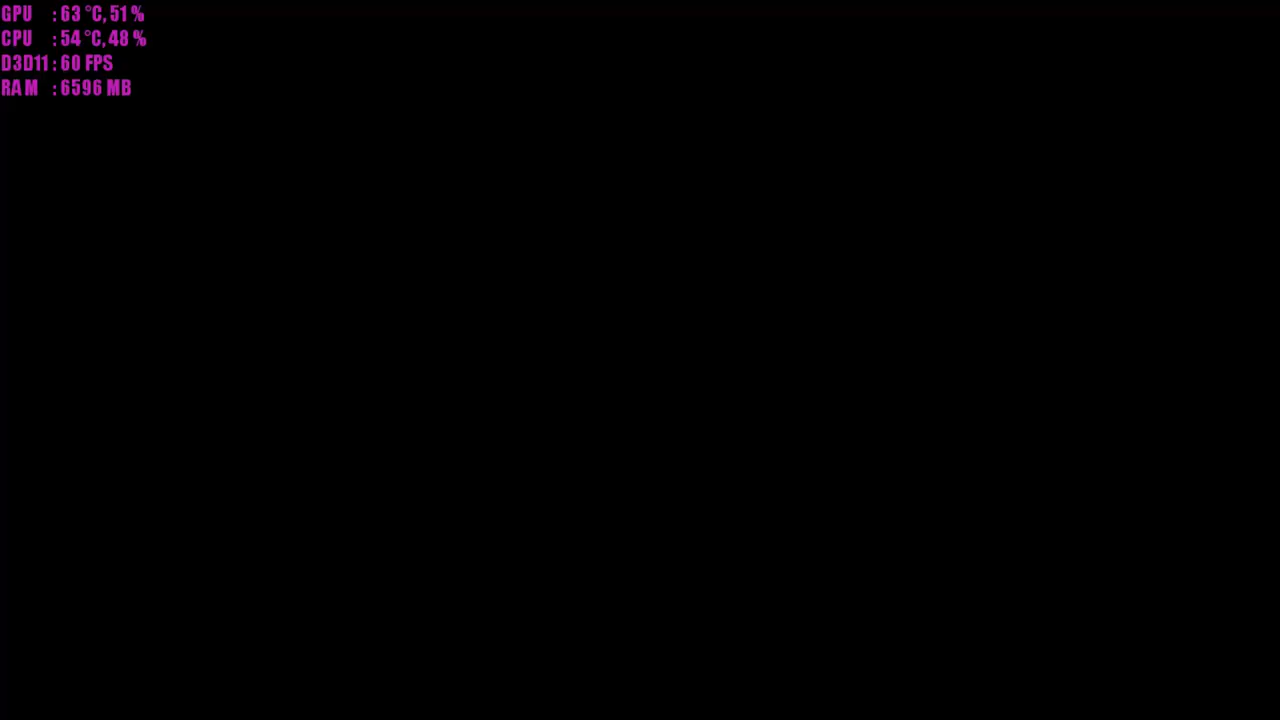 GPU : 63 °C, 51 %
CPU : 54 °C, 48 %
D3D11 : 60 FPS
RAM : 6596 MB